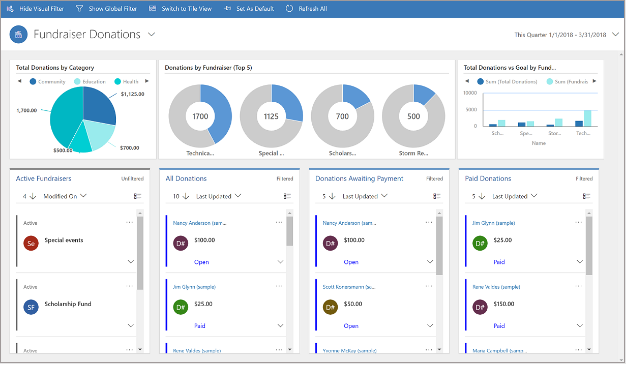 Hide Visual Filter Show Global Filter Switch to Tile View Set As Default Refresh All
Fundraiser Donations
This Quarter 1/1/2018 - 3/31/2018
Total Donations by Category
Community Education Health
$1,125.00
1,700.00
$500.00
$700.00
Donations by Fundraiser (Top 5)
1700 1125 700 500
Technica... Special ... Scholars... Storm Re...
Total Donations vs Goal by Fund...
Sum (Total Donations) Sum (Fundrais
10000
5000
0
Sch... Spe... Sto... Tech...
Name
Active Fundraisers Unfiltered
4 Modified On
Active
Se Special events
Active
SF Scholarship Fund
Active
All Donations Filtered
10 Last Updated
Nancy Anderson (sam...
D# $100.00
Open
Jim Glynn (sample)
D# $25.00
Paid
Rene Valdes (sample)
Donations Awaiting Payment Filtered
5 Last Updated
Nancy Anderson (sam...
D# $100.00
Open
Scott Konersmann (sa...
D# $50.00
Open
Yvonne McKay (sample)
Paid Donations Filtered
5 Last Updated
Jim Glynn (sample)
D# $25.00
Paid
Rene Valdes (sample)
D# $150.00
Paid
Maria Campbell (sam...